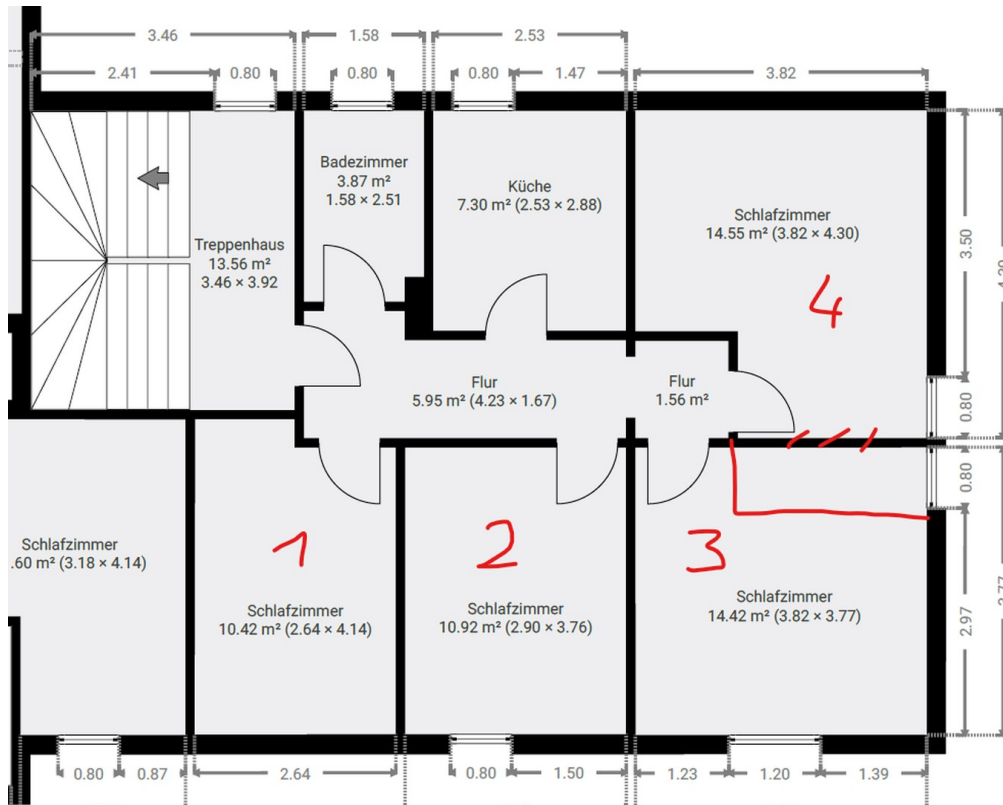 3.46
1.58
2.53
2.41
0.80
0.80
0.80
1.47
3.82
Badezimmer
3.87 m²
1.58 × 2.51
Küche
7.30 m² (2.53 × 2.88)
Schlafzimmer
14.55 m² (3.82 × 4.30)
Treppenhaus
13.56 m²
3.46 × 3.92
3.50
4
Flur
5.95 m² (4.23 × 1.67)
Flur
1.56 m²
0.80
0.80
Schlafzimmer
.60 m² (3.18 × 4.14)
1
2
3
Schlafzimmer
10.42 m² (2.64 × 4.14)
Schlafzimmer
10.92 m² (2.90 × 3.76)
Schlafzimmer
14.42 m² (3.82 × 3.77)
2.97
0.80
0.87
2.64
0.80
1.50
1.23
1.20
1.39